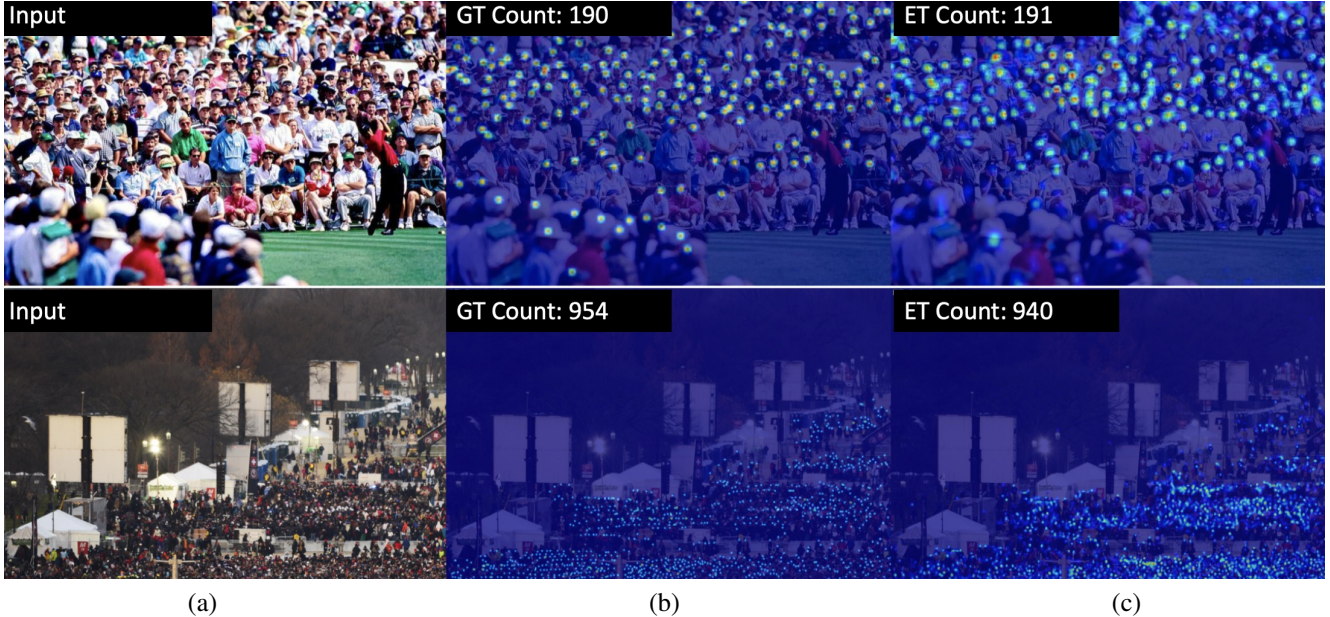 Input
GT Count: 190
ET Count: 191
Input
GT Count: 954
ET Count: 940
(a)
(b)
(c)